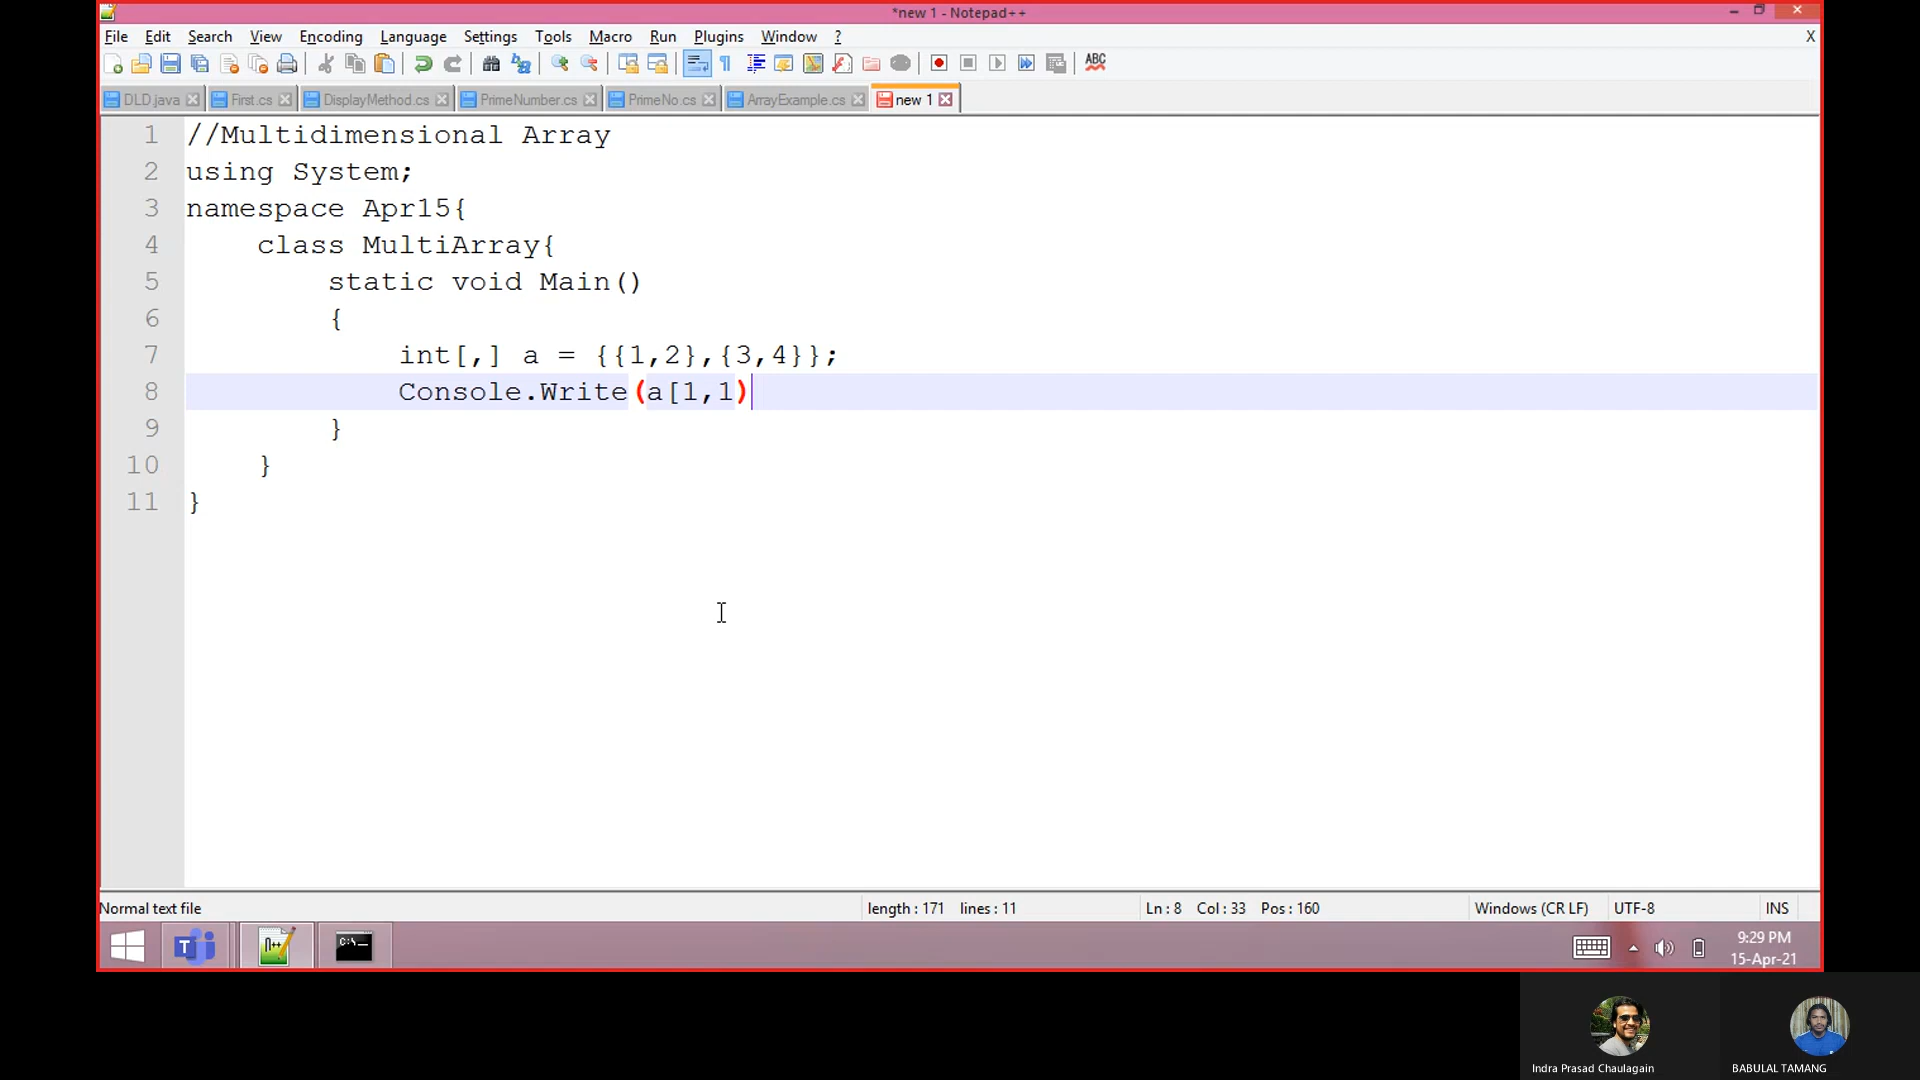 *new 1 - Notepad++
File Edit Search View Encoding Language Settings Tools Macro Run Plugins Window ? X
ABC
DLD.java First.cs DisplayMethod.cs PrimeNumber.cs PrimeNo.cs ArrayExample.cs new 1
1 //Multidimensional Array
2 using System;
3 namespace Apr15{
4 class MultiArray{
5 static void Main()
6 {
7 int[,] a = {{1,2},{3,4}};
8 Console.Write(a[1,1)
9 }
10 }
11 }
Normal text file length : 171 lines : 11 Ln : 8 Col : 33 Pos : 160 Windows (CR LF) UTF-8 INS
T n++ C:\ 9:29 PM
15-Apr-21
Indra Prasad Chaulagain BABULAL TAMANG